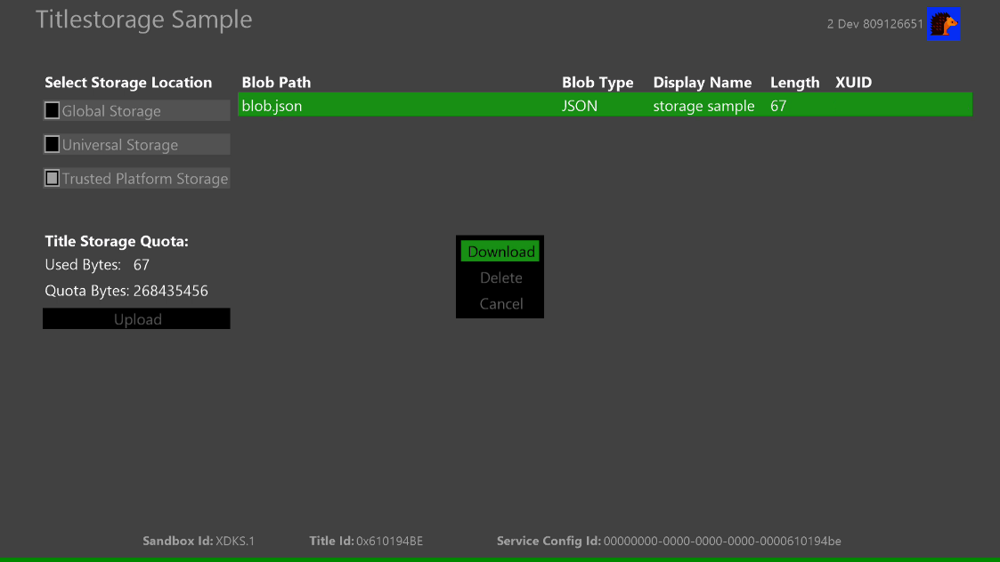 Titlestorage Sample
2 Dev 809126651
Select Storage Location
Global Storage
Universal Storage
Trusted Platform Storage
Blob Path Blob Type Display Name Length XUID
blob.json JSON storage sample 67
Title Storage Quota:
Used Bytes: 67
Quota Bytes: 268435456
Upload
Download
Delete
Cancel
Sandbox Id: XDKS.1 Title Id: 0x610194BE Service Config Id: 00000000-0000-0000-0000-0000610194be